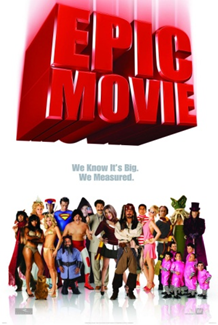 EPIC
MOVIE
We Know It's Big.
We Measured.